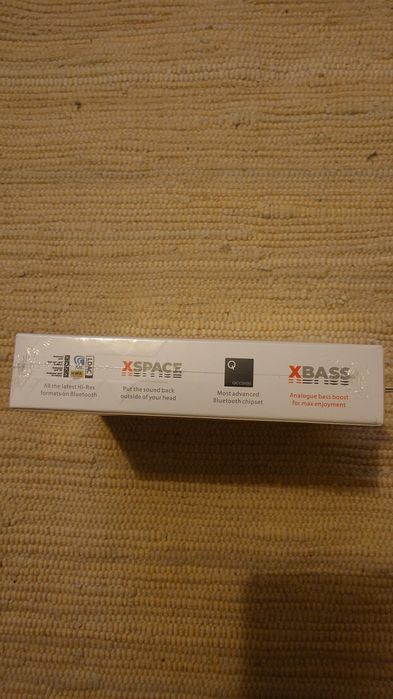 LDAC
All the latest Hi-Res
formats on Bluetooth
XSPACE
Put the sound back
outside of your head
Q
Most advanced
Bluetooth chipset
XBASS
Analogue bass boost
for max enjoyment